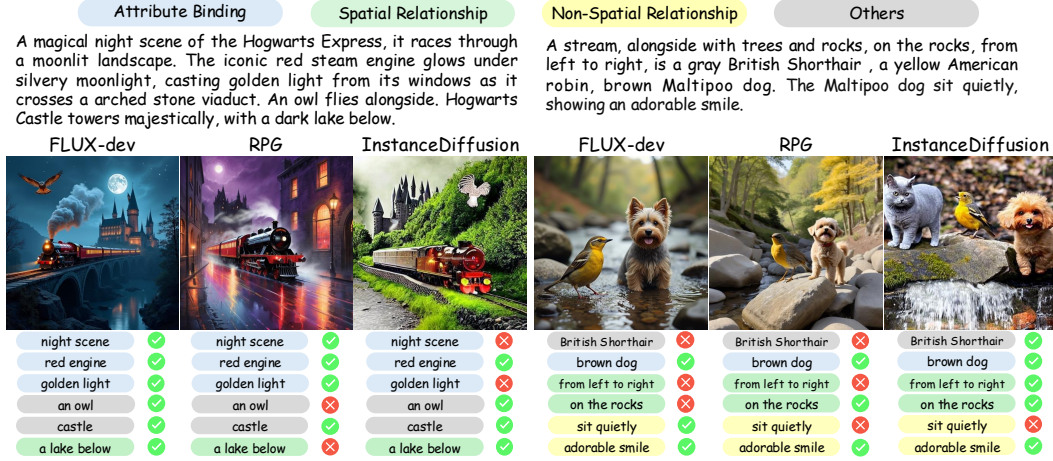 Attribute Binding
Spatial Relationship
Non-Spatial Relationship
Others
A magical night scene of the Hogwarts Express, it races through
a moonlit landscape. The iconic red steam engine glows under
silvery moonlight, casting golden light from its windows as it
crosses a arched stone viaduct. An owl flies alongside. Hogwarts
Castle towers majestically, with a dark lake below.
A stream, alongside with trees and rocks, on the rocks, from
left to right, is a gray British Shorthair , a yellow American
robin, brown Maltipoo dog. The Maltipoo dog sit quietly,
showing an adorable smile.
FLUX-dev
RPG
InstanceDiffusion
FLUX-dev
RPG
InstanceDiffusion
night scene
red engine
golden light
an owl
castle
a lake below
night scene
red engine
golden light
an owl
castle
a lake below
night scene
red engine
golden light
an owl
castle
a lake below
British Shorthair
brown dog
from left to right
on the rocks
sit quietly
adorable smile
British Shorthair
brown dog
from left to right
on the rocks
sit quietly
adorable smile
British Shorthair
brown dog
from left to right
on the rocks
sit quietly
adorable smile